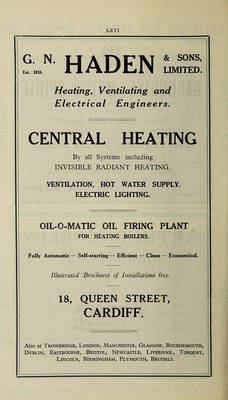 LXVI
G. N. HADEN & SONS,
Est. 1816. LIMITED.
Heating, Ventilating and
Electrical Engineers.
CENTRAL HEATING
By all Systems including
INVISIBLE RADIANT HEATING.
VENTILATION, HOT WATER SUPPLY.
ELECTRIC LIGHTING.
OIL-O-MATIC OIL FIRING PLANT
FOR HEATING BOILERS.
Fully Automatic — Self-starting — Efficient — Clean — Economical.
Illustrated Brochures of Installations free.
18, QUEEN STREET,
CARDIFF.
Also at TROWBRIDGE, LONDON, MANCHESTER, GLASGOW, BOURNEMOUTH,
DUBLIN, EASTBOURNE, BRISTOL, NEWCASTLE, LIVERPOOL, TORQUAY,
LINCOLN, BIRMINGHAM, PLYMOUTH, BRUSSELS.